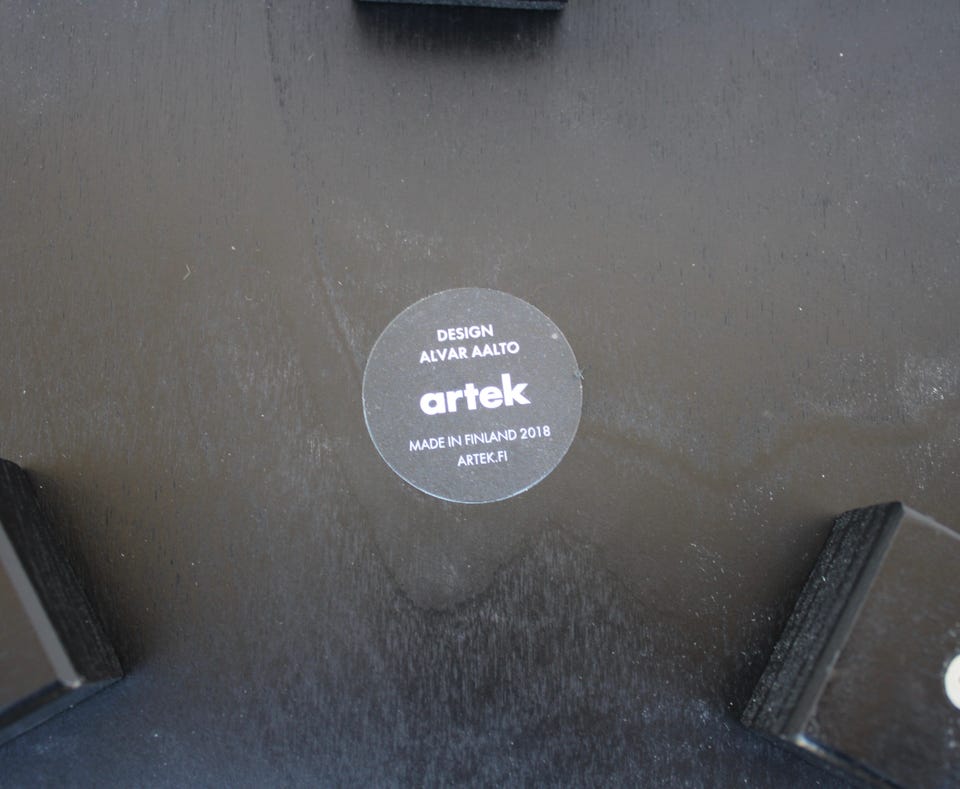 DESIGN
ALVAR AALTO
artek
MADE IN FINLAND 2018
ARTEK.FI